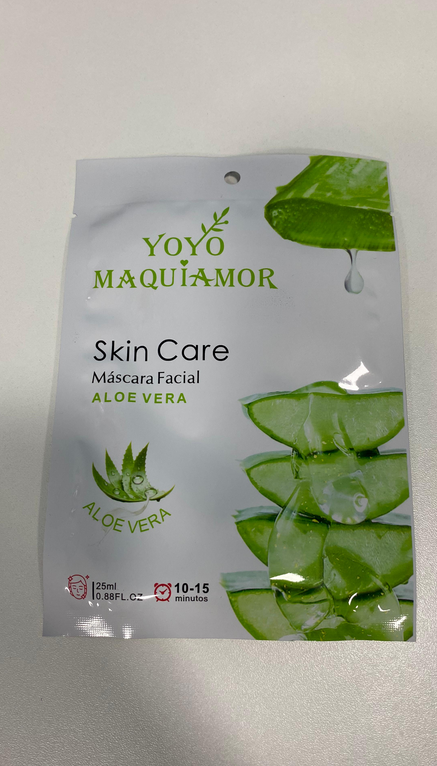 YOYO
MAQUIAMOR
Skin Care
Máscara Facial
ALOE VERA
ALOE VERA
25ml
0.88FL.OZ
10-15
minutos